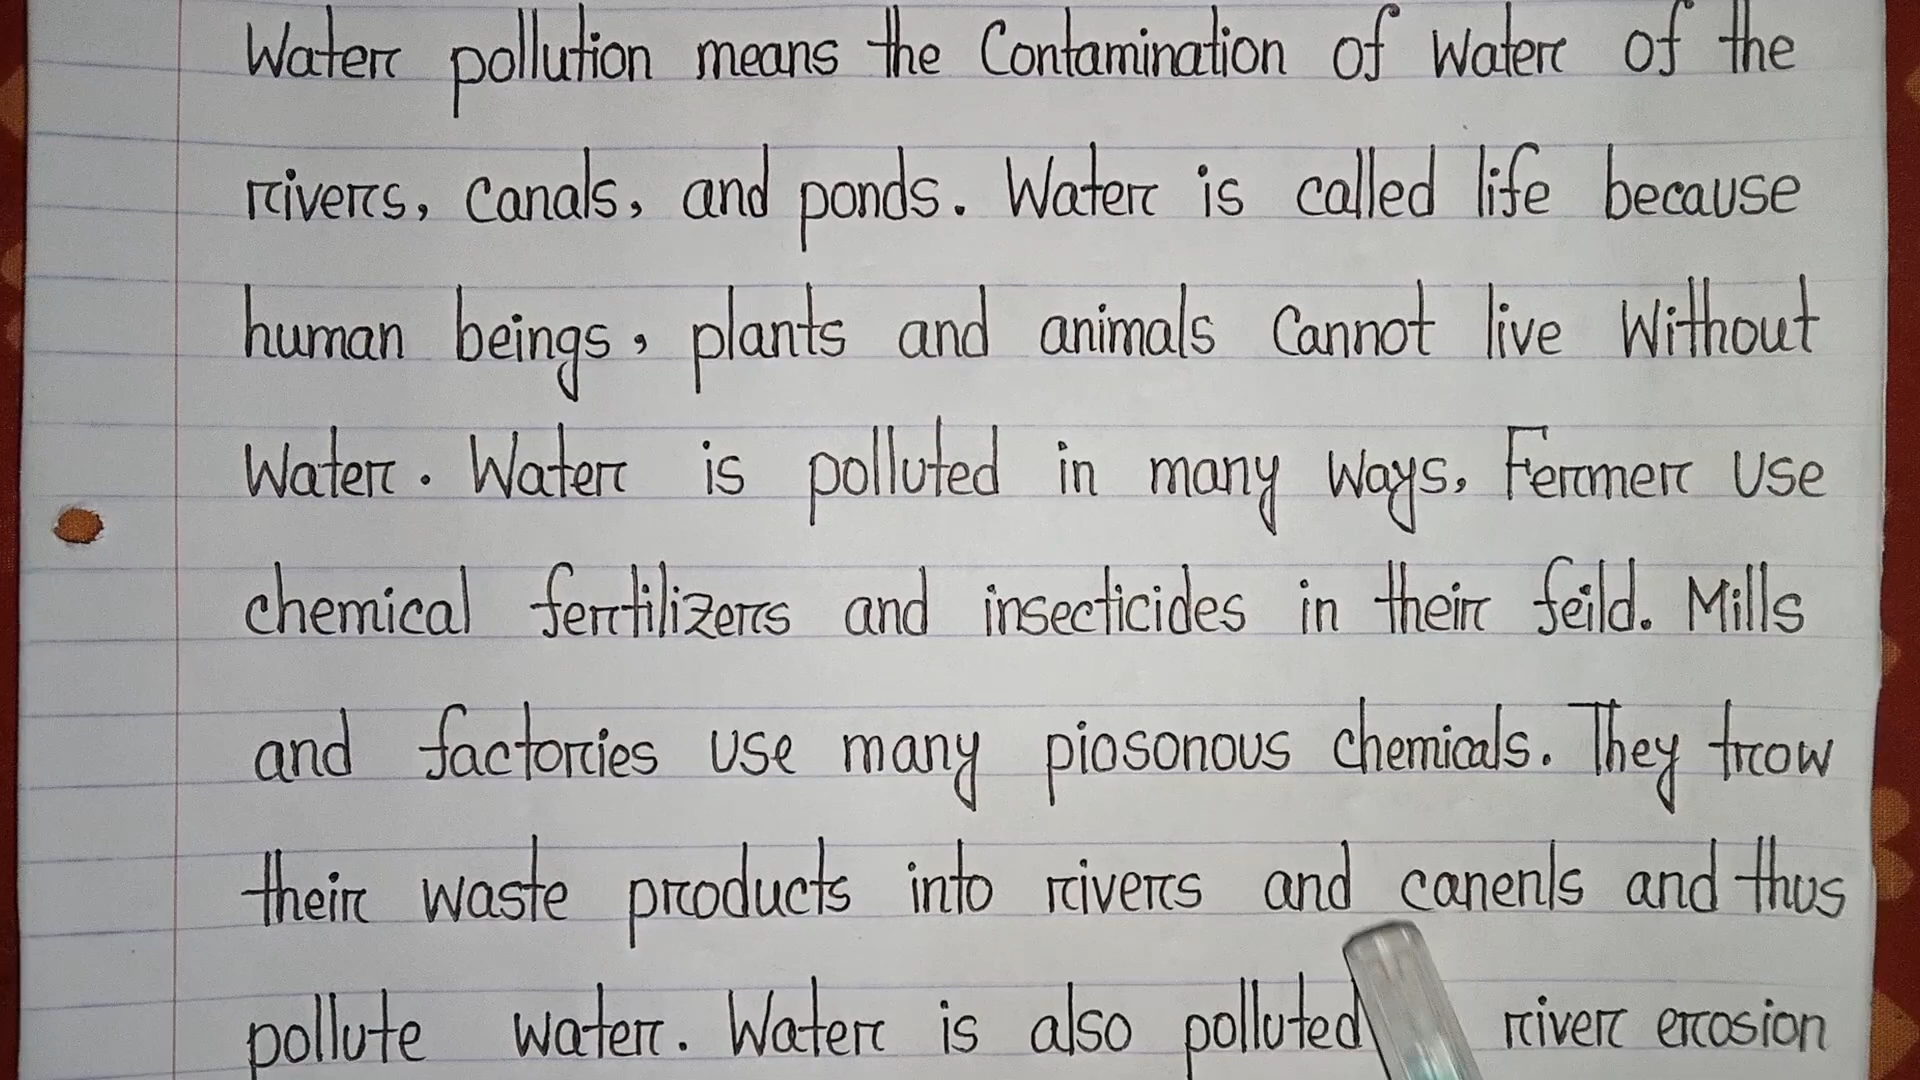 Water pollution means the Contamination of Water of the
rivers, canals, and ponds. Water is called life because
human beings, plants and animals Cannot live Without
Water. Water is polluted in many ways, Fermer Use
chemical fertilizers and insecticides in their feild. Mills
and factories use many piosonous chemicals. They trow
their waste products into rivers and canenls and thus
pollute water. Water is also polluted river erosion